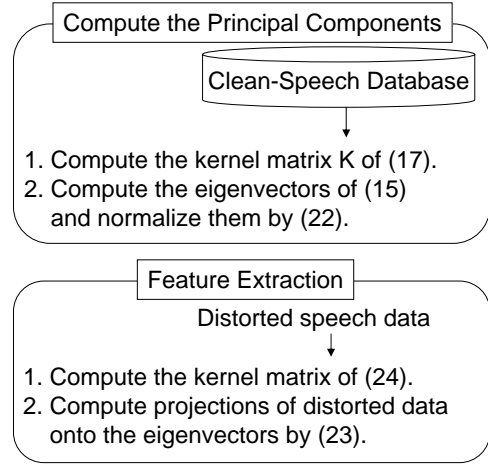 Compute the Principal Components
Clean-Speech Database
1. Compute the kernel matrix K of (17).
2. Compute the eigenvectors of (15)
and normalize them by (22).
Feature Extraction
Distorted speech data
1. Compute the kernel matrix of (24).
2. Compute projections of distorted data
onto the eigenvectors by (23).